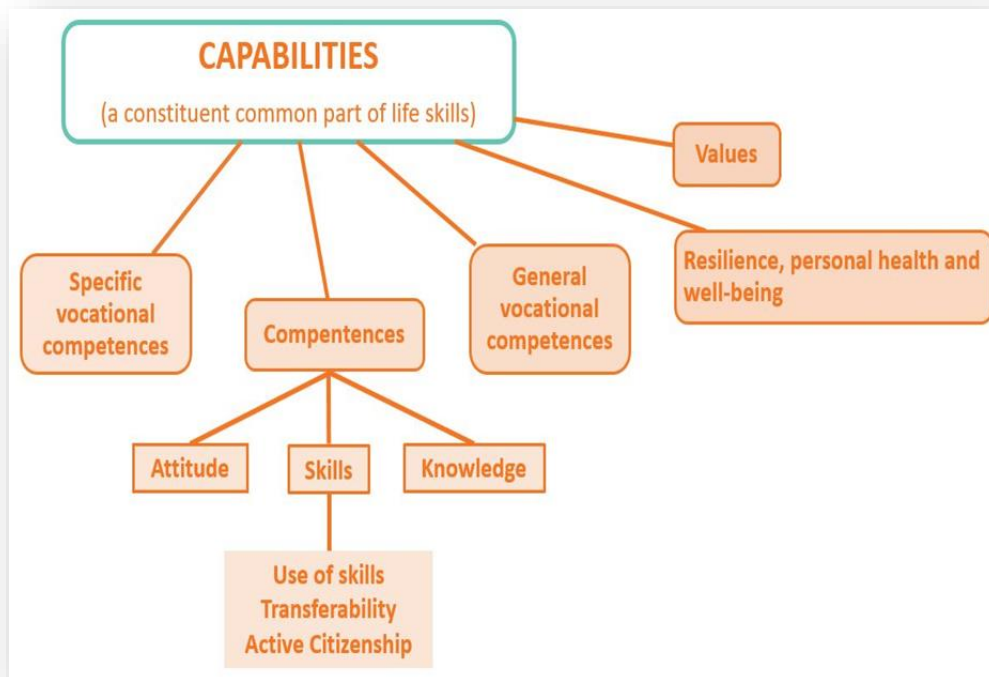 CAPABILITIES
(a constituent common part of life skills)
Values
Resilience, personal health and
well-being
Specific
vocational
competences
Compentences
General
vocational
competences
Attitude
Skills
Knowledge
Use of skills
Transferability
Active Citizenship